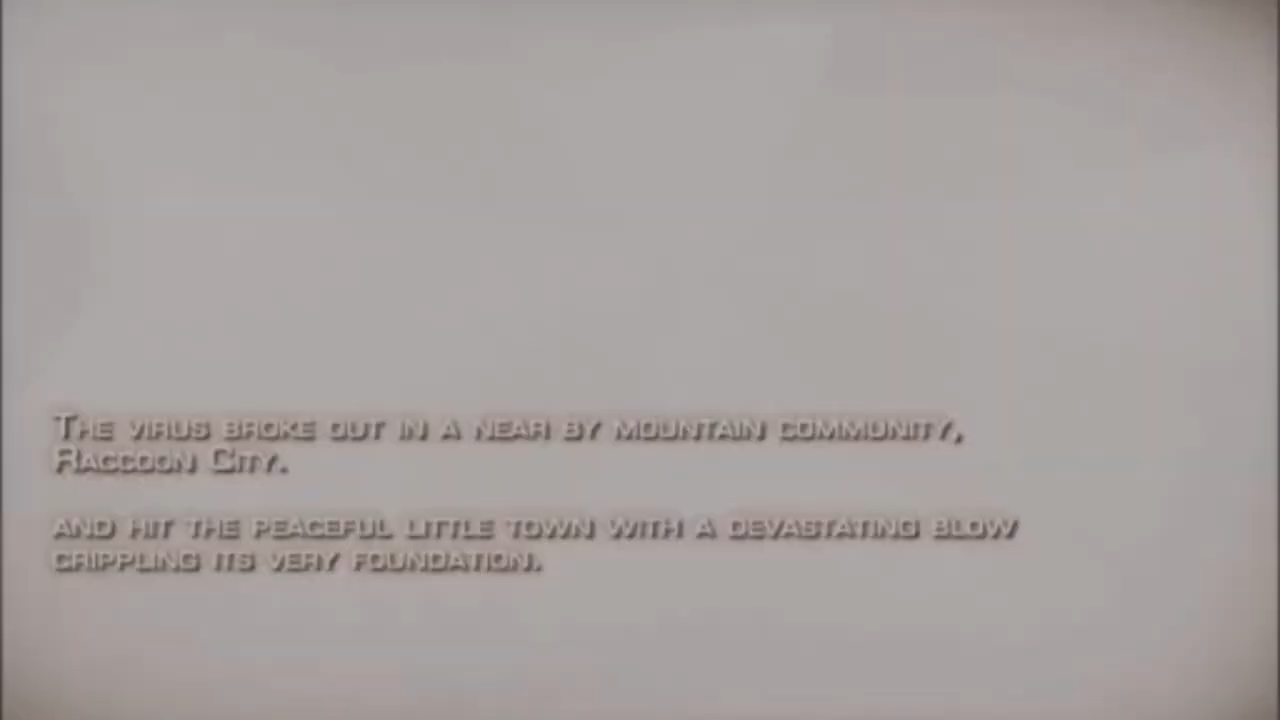 The virus broke out in a near by mountain community,
Raccoon City.
and hit the peaceful little town with a devastating blow
crippling its very foundation.